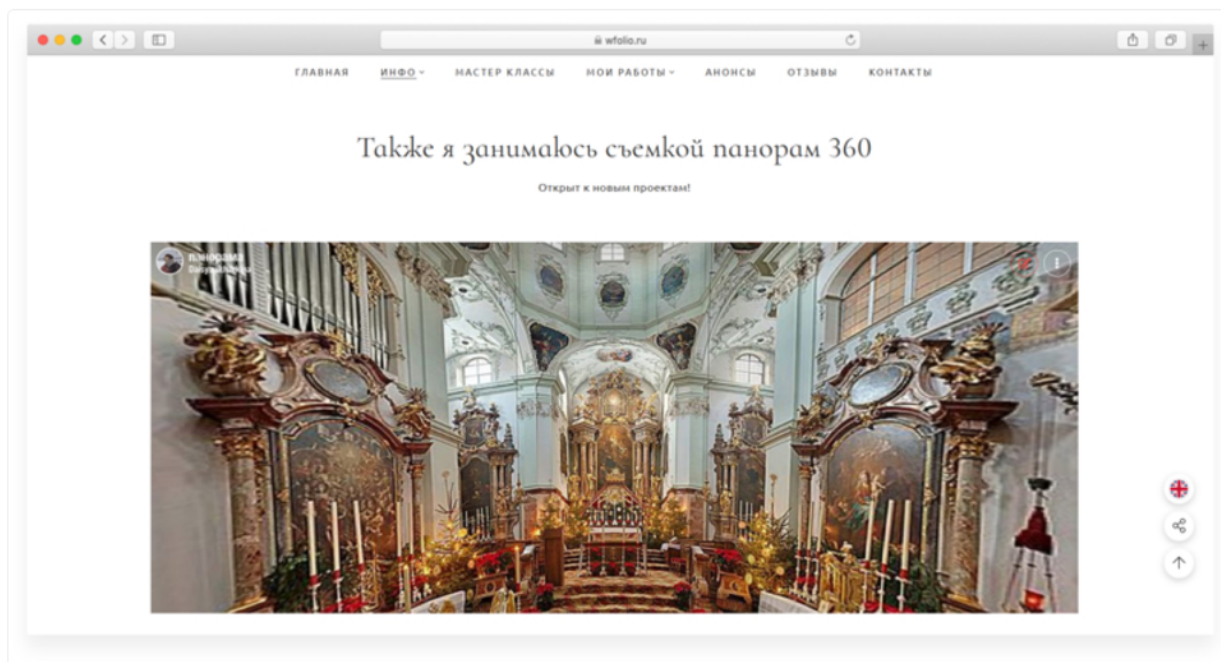 wfolio.ru
ГЛАВНАЯ ИНФО МАСТЕР КЛАССЫ МОИ РАБОТЫ АНОНСЫ ОТЗЫВЫ КОНТАКТЫ
Также я занимаюсь съемкой панорам 360
Открыт к новым проектам!
панорама